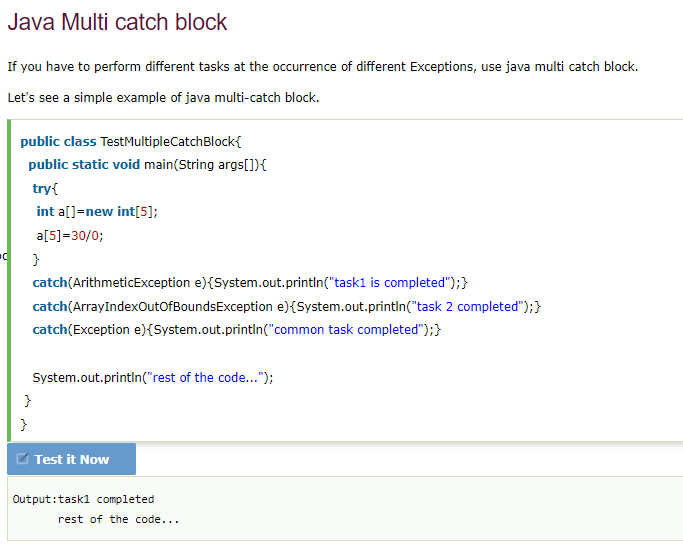 Java Multi catch block
If you have to perform different tasks at the occurrence of different Exceptions, use java multi catch block.
Let's see a simple example of java multi-catch block.
public class TestMultipleCatchBlock{
public static void main(String args[]){
try{
int a[]=new int[5];
a[5]=30/0;
}
catch(ArithmeticException e){System.out.println("task1 is completed");}
catch(ArrayIndexOutOfBoundsException e){System.out.println("task 2 completed");}
catch(Exception e){System.out.println("common task completed");}
System.out.println("rest of the code...");
}
}
Test it Now
Output:task1 completed
rest of the code...